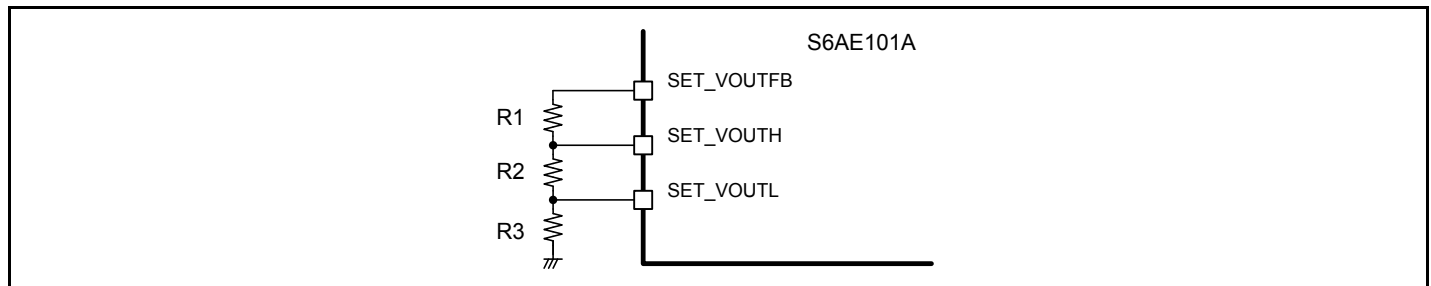 S6AE101A
SET_VOUTFB
R1
SET_VOUTH
R2
SET_VOUTL
R3